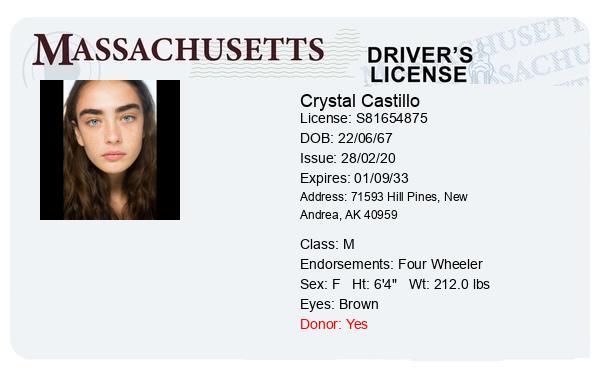 MASSACHUSETTS
DRIVER'S
LICENSE
Crystal Castillo
License: S81654875
DOB: 22/06/67
Issue: 28/02/20
Expires: 01/09/33
Address: 71593 Hill Pines, New
Andrea, AK 40959
Class: M
Endorsements: Four Wheeler
Sex: F Ht: 6'4" Wt: 212.0 lbs
Eyes: Brown
Donor: Yes